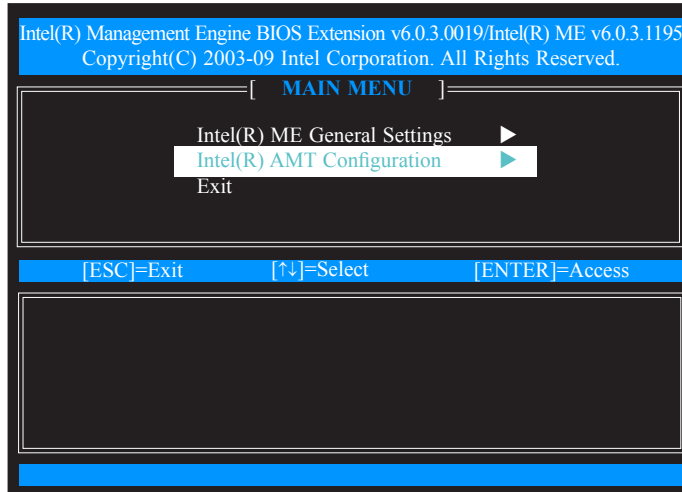 Intel(R) Management Engine BIOS Extension v6.0.3.0019/Intel(R) ME v6.0.3.1195
Copyright(C) 2003-09 Intel Corporation. All Rights Reserved.
[ MAIN MENU ]
Intel(R) ME General Settings ▶
Intel(R) AMT Configuration ▶
Exit
[ESC]=Exit [↑↓]=Select [ENTER]=Access